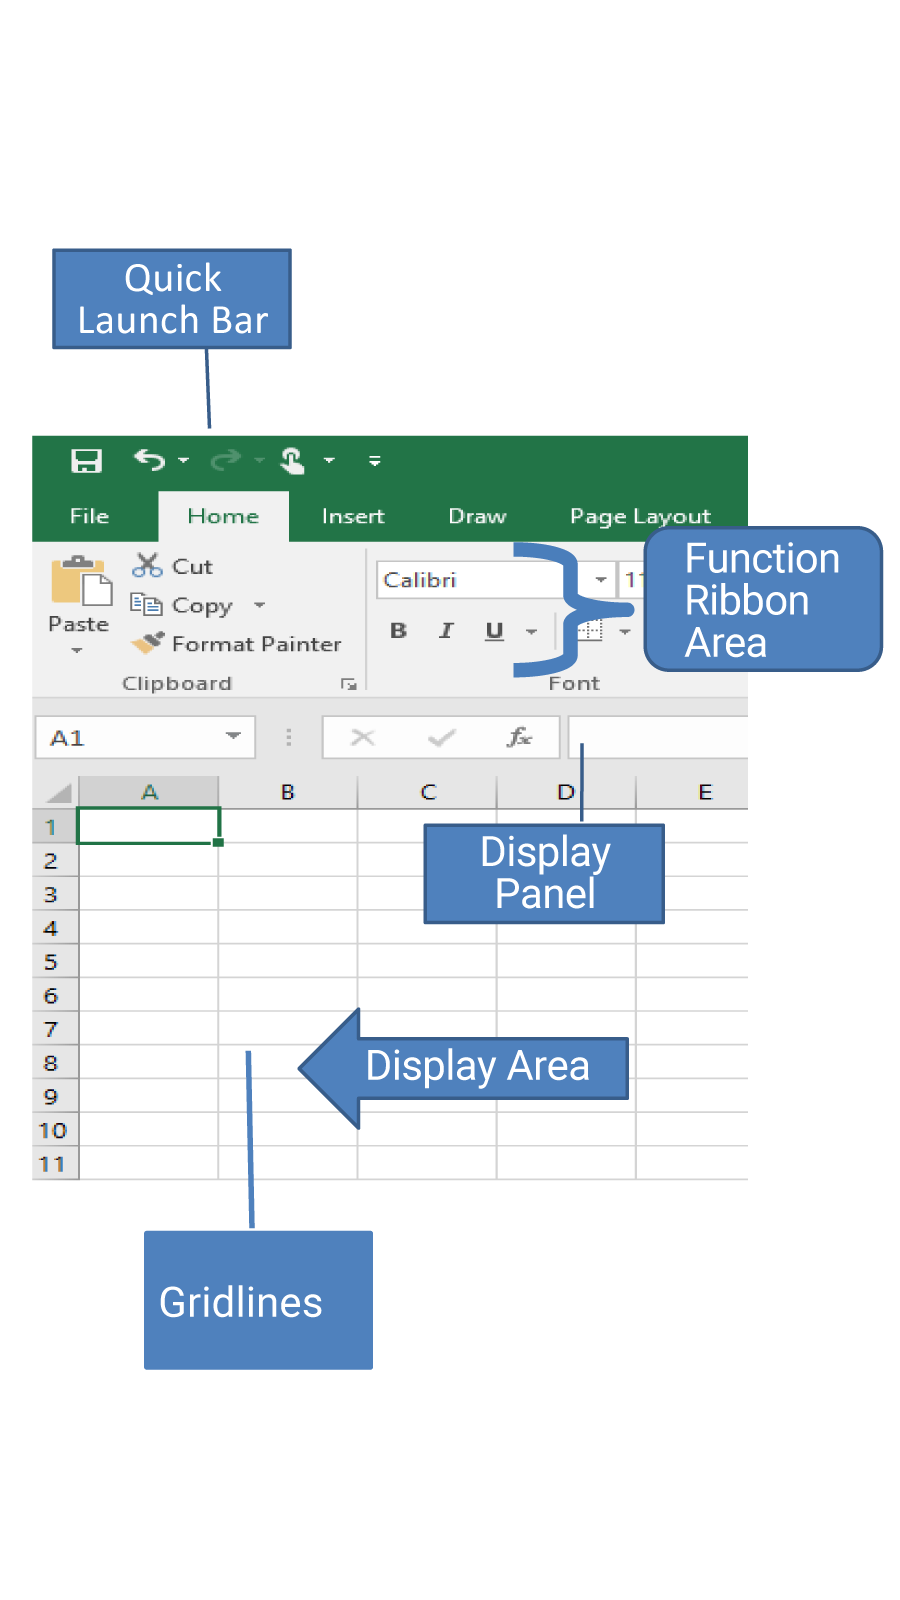 Quick
Launch Bar
File Home Insert Draw Page Layout
Function
Ribbon
Area
Cut
Copy
Paste
Format Painter
Clipboard
Calibri 11
B I U
Font
A1 fx
A B C D E
1
2
3
4
5
6
7
8
9
10
11
Display
Panel
Display Area
Gridlines